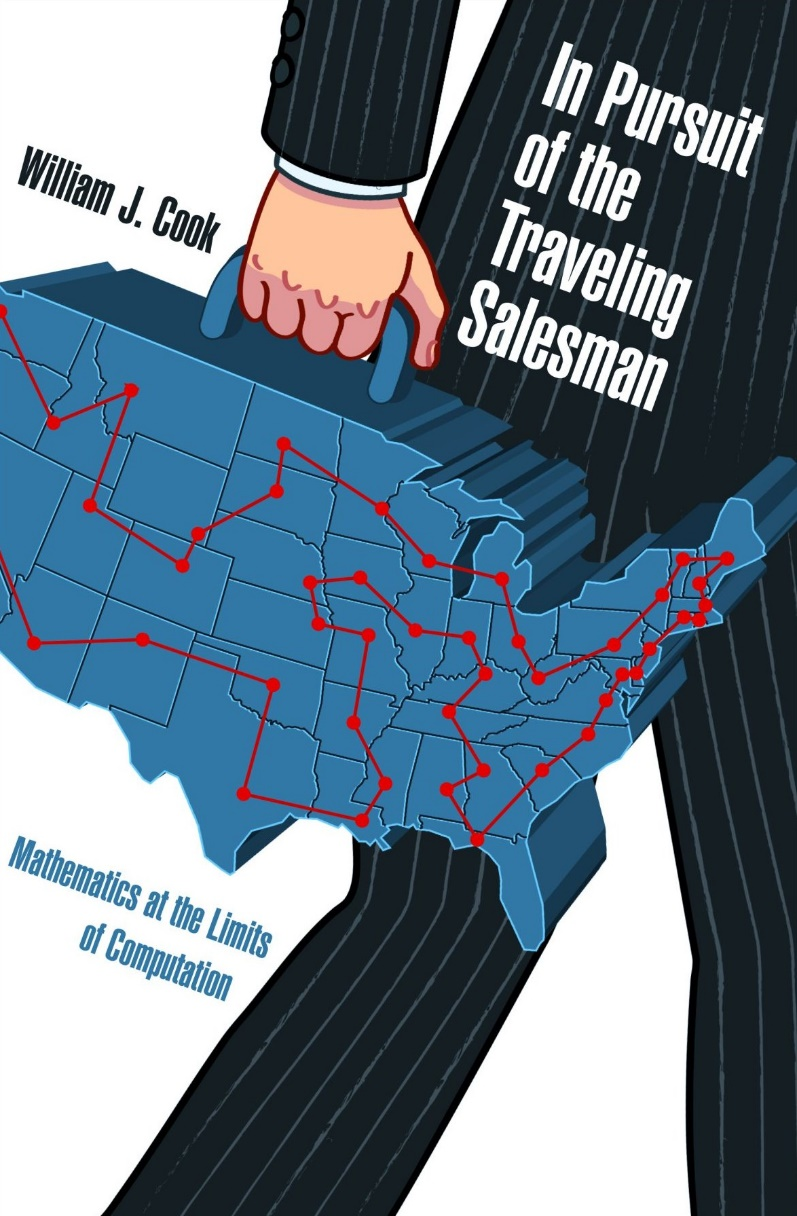 In Pursuit
of the
Traveling
Salesman
William J. Cook
Mathematics at the Limits
of Computation